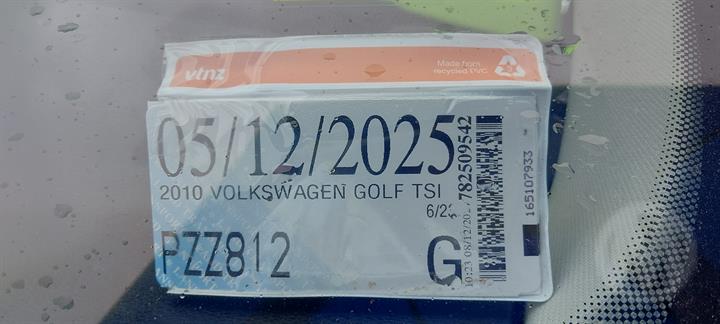 vtnz
Made from
recycled PVC
05/12/2025
2010 VOLKSWAGEN GOLF TSI
PZZ812
G
782509542
165107933